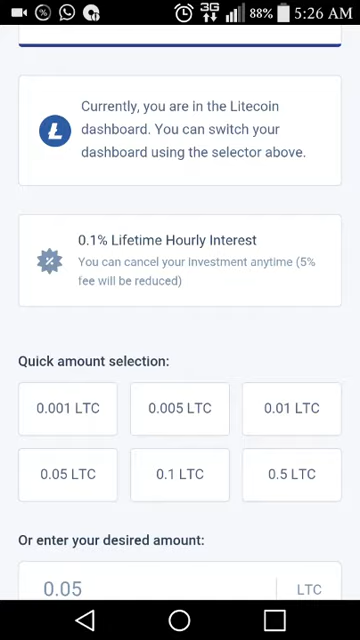 3G
88%
5:26 AM
Currently, you are in the Litecoin
dashboard. You can switch your
dashboard using the selector above.
0.1% Lifetime Hourly Interest
You can cancel your Investment anytime (5%
fee will be reduced)
Quick amount selection:
0.001 LTC
0.005 LTC
0.01 LTC
0.05 LTC
0.1 LTC
0.5 LTC
Or enter your desired amount:
0.05
LTC